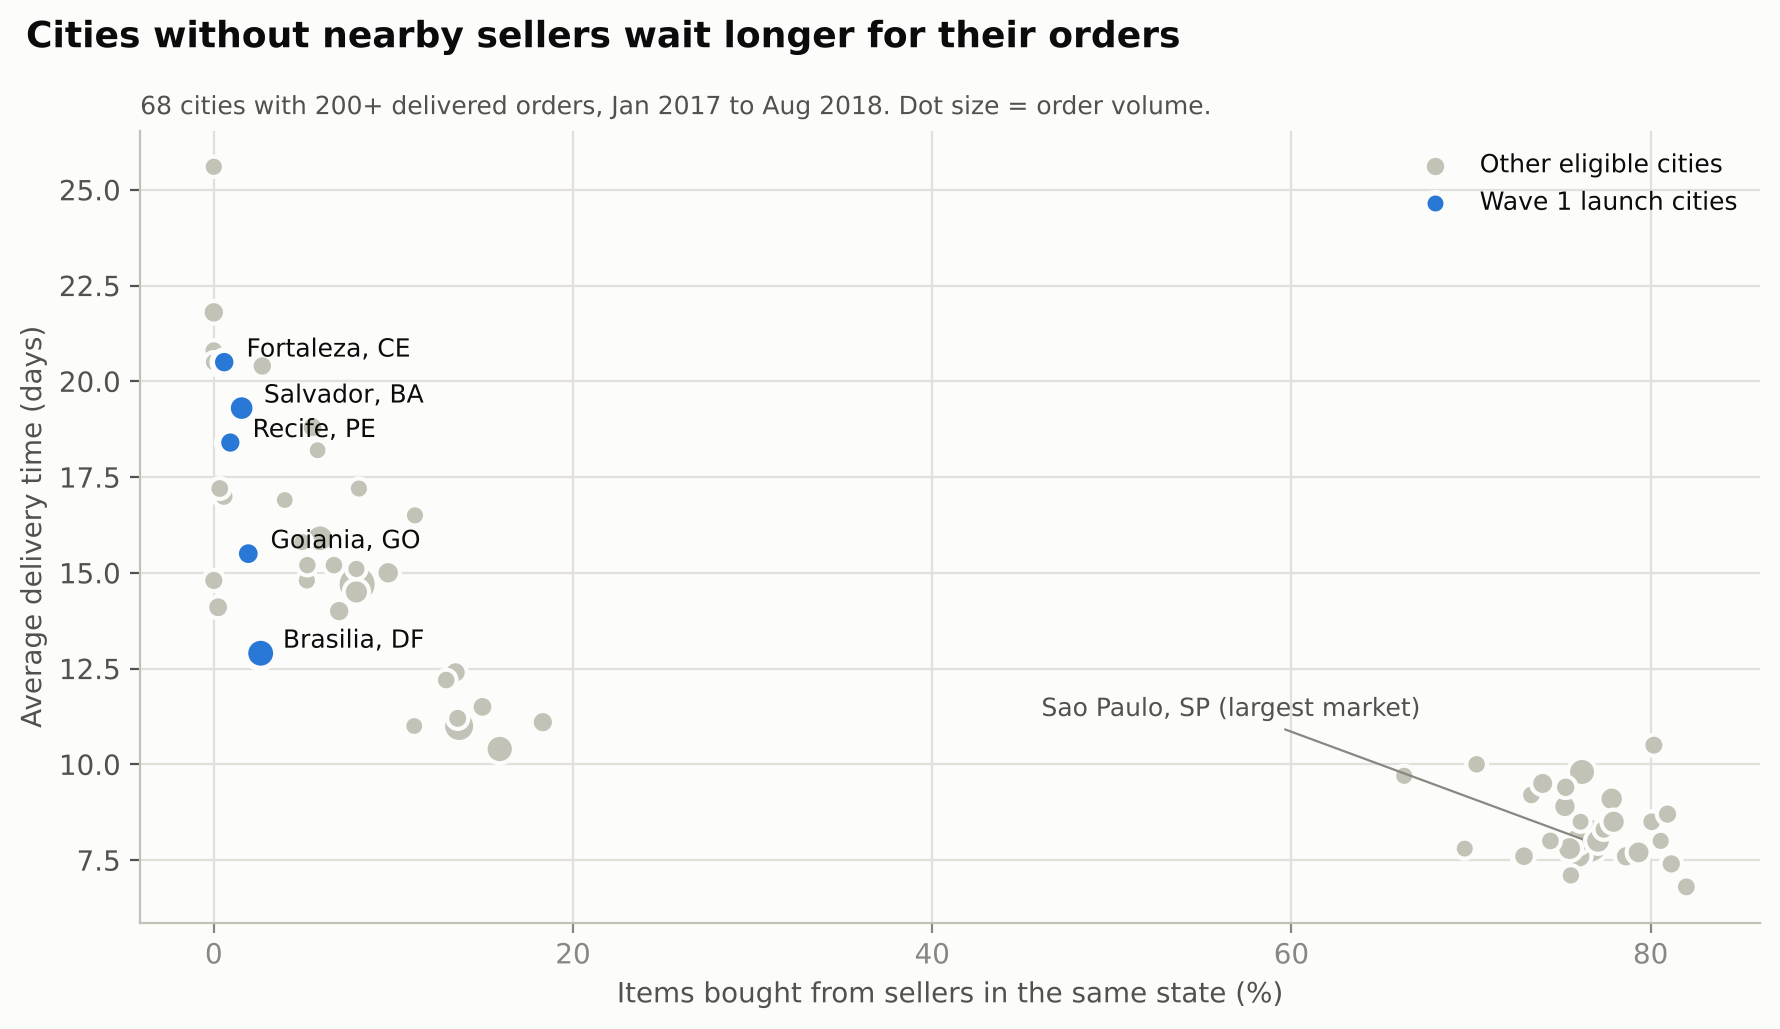 Cities without nearby sellers wait longer for their orders
68 cities with 200+ delivered orders, Jan 2017 to Aug 2018. Dot size = order volume.
Other eligible cities
Wave 1 launch cities
Average delivery time (days)
25.0
22.5
20.0
17.5
15.0
12.5
10.0
7.5
Fortaleza, CE
Salvador, BA
Recife, PE
Goiania, GO
Brasilia, DF
Sao Paulo, SP (largest market)
0
20
40
60
80
Items bought from sellers in the same state (%)